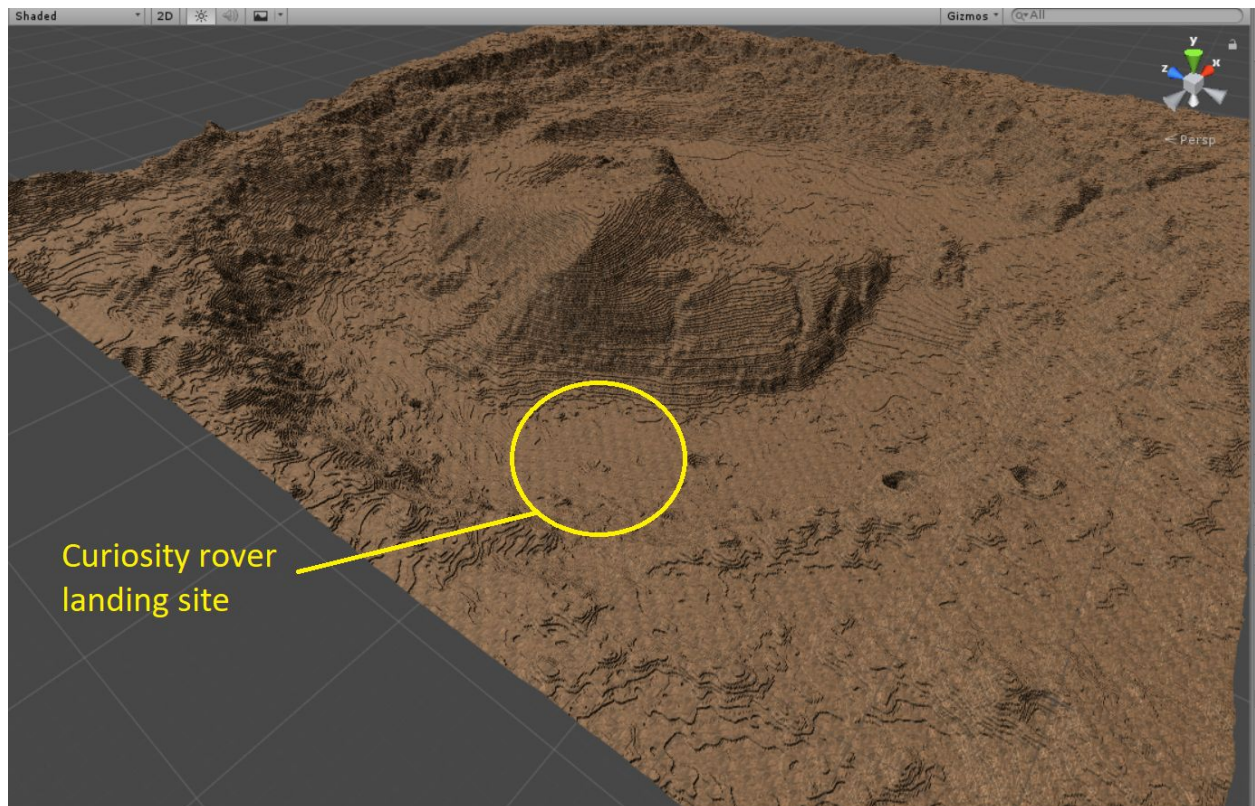 Shaded 2D Gizmos All
y
z x
Persp
Curiosity rover
landing site